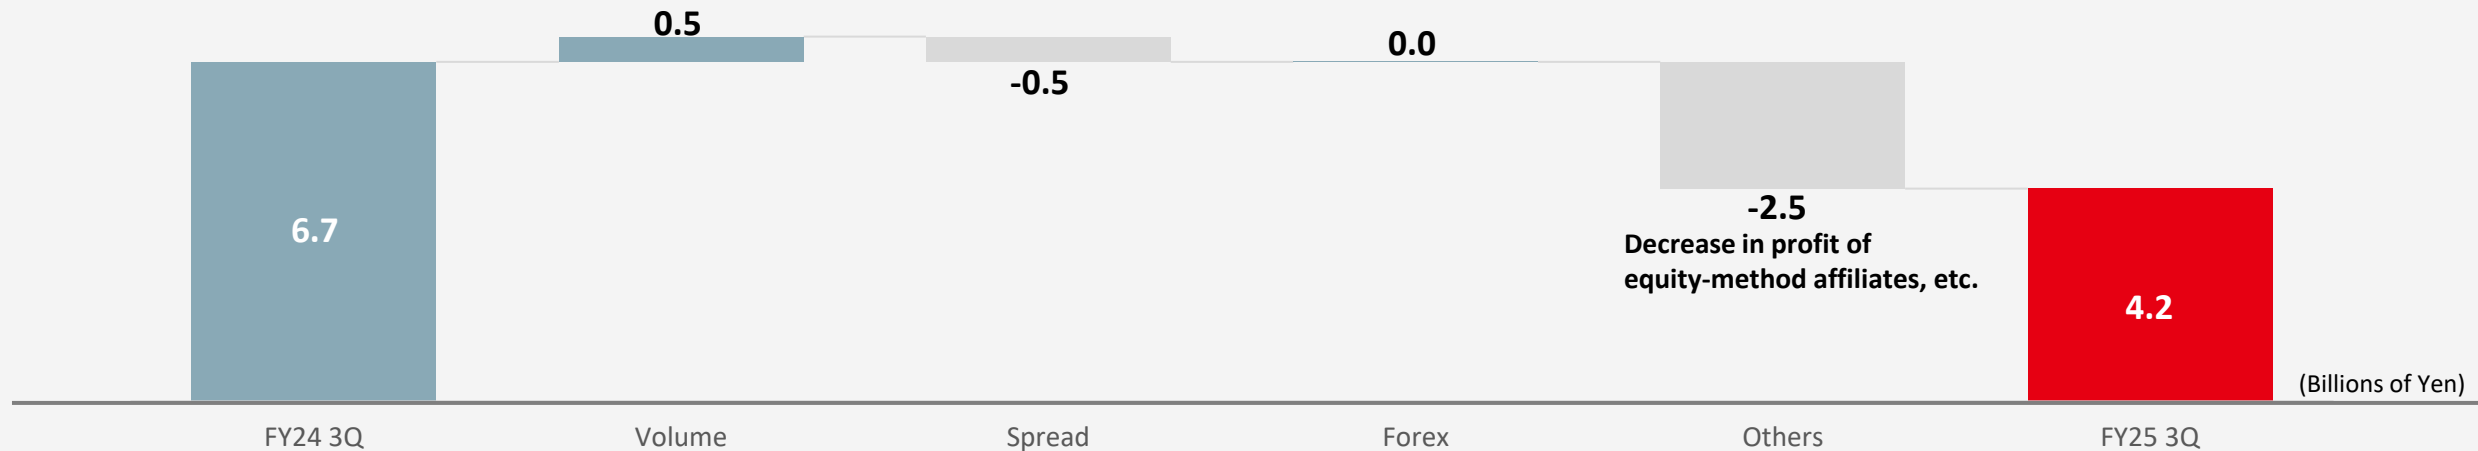 0.5
0.0
-0.5
6.7
-2.5
Decrease in profit of
equity-method affiliates, etc.
4.2
(Billions of Yen)
FY24 3Q
Volume
Spread
Forex
Others
FY25 3Q